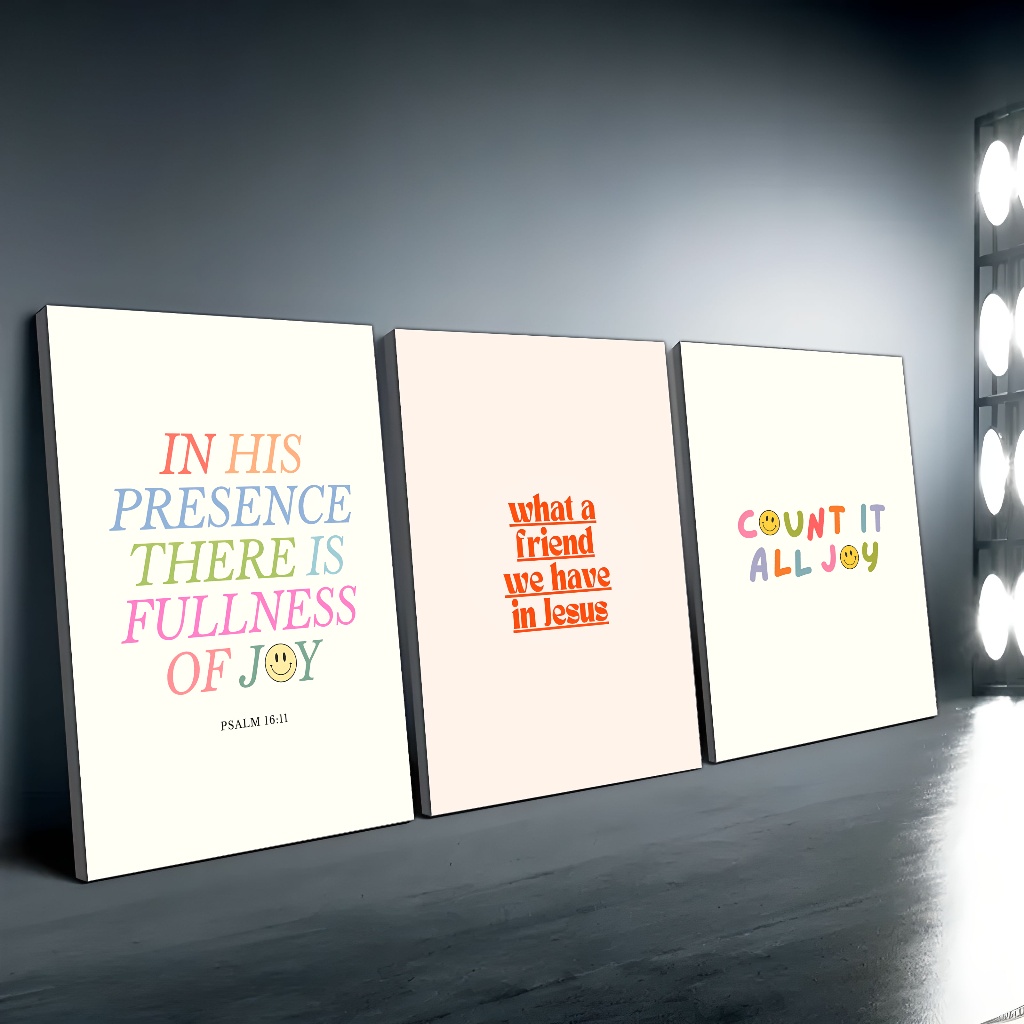 IN HIS
PRESENCE
THERE IS
FULLNESS
OF JOY
PSALM 16:11
what a
friend
we have
in Jesus
COUNT IT
ALL JOY